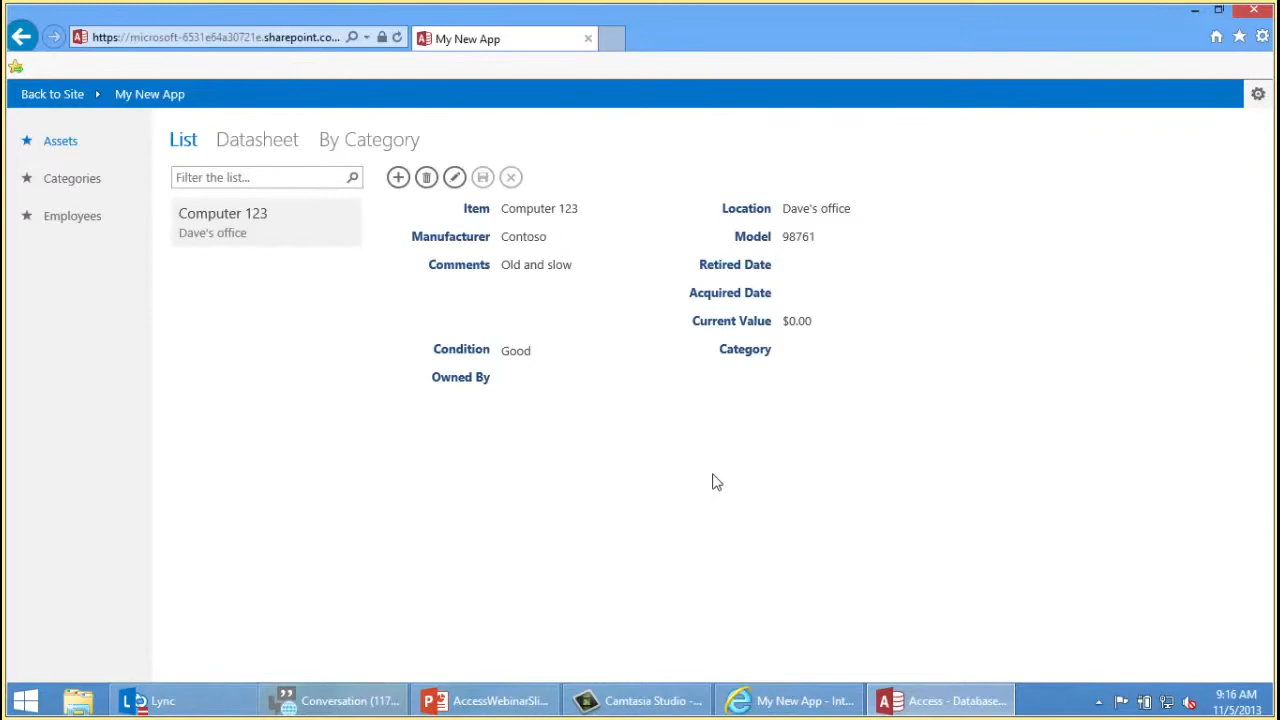 https://microsoft-6531e64a30721e.sharepoint.co...
My New App
Back to Site
My New App
Assets
Categories
Employees
List Datasheet By Category
Filter the list...
Computer 123
Dave's office
Item Computer 123
Manufacturer Contoso
Comments Old and slow
Condition Good
Owned By
Location Dave's office
Model 98761
Retired Date
Acquired Date
Current Value $0.00
Category
Lync
Conversation (117...
AccessWebinarSli...
Camtasia Studio -...
My New App - Int...
Access - Database...
9:16 AM
11/5/2013